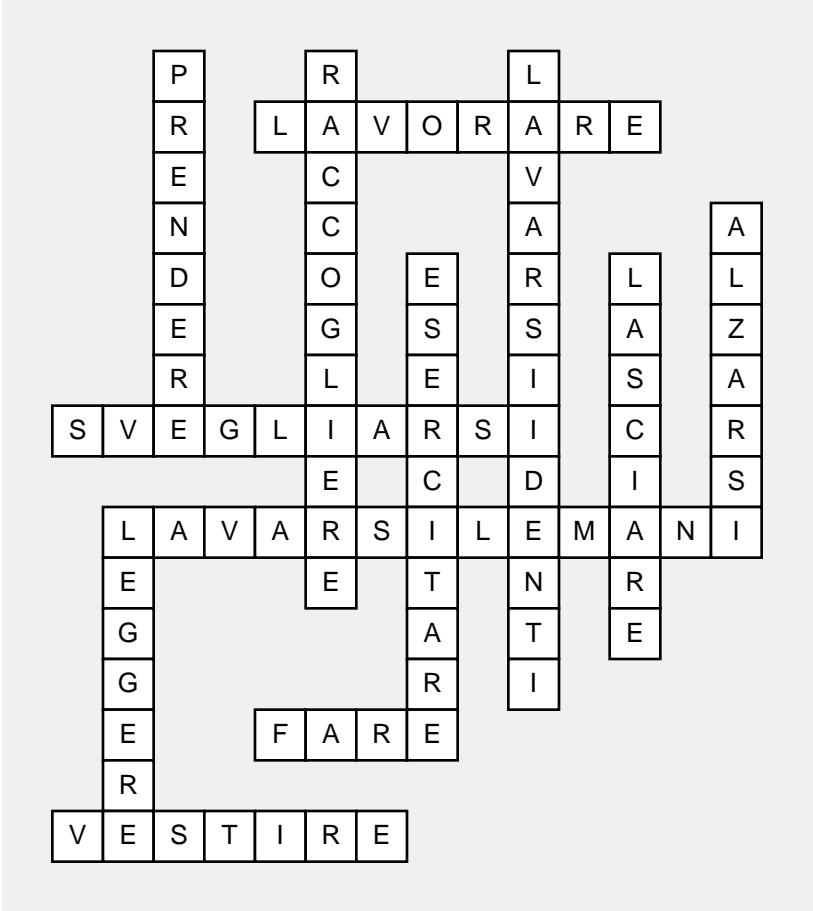 PRENDERE
RACCOGLIERE
LAVARSIIDENTI
LAVORARE
ALZARSI
ESERCITARE
LASCIARE
SVEGLIARSI
LAVARSILEMANI
LEGGERE
FARE
VESTIRE